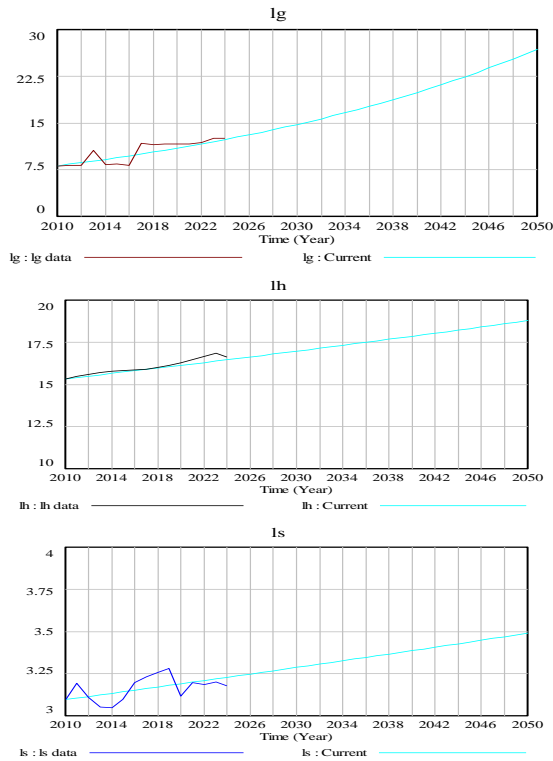 lg
30
22.5
15
7.5
0
2010 2014 2018 2022 2026 2030 2034 2038 2042 2046 2050
Time (Year)
lg : lg data lg : Current
lh
20
17.5
15
12.5
10
2010 2014 2018 2022 2026 2030 2034 2038 2042 2046 2050
Time (Year)
lh : lh data lh : Current
ls
4
3.75
3.5
3.25
3
2010 2014 2018 2022 2026 2030 2034 2038 2042 2046 2050
Time (Year)
ls : ls data ls : Current